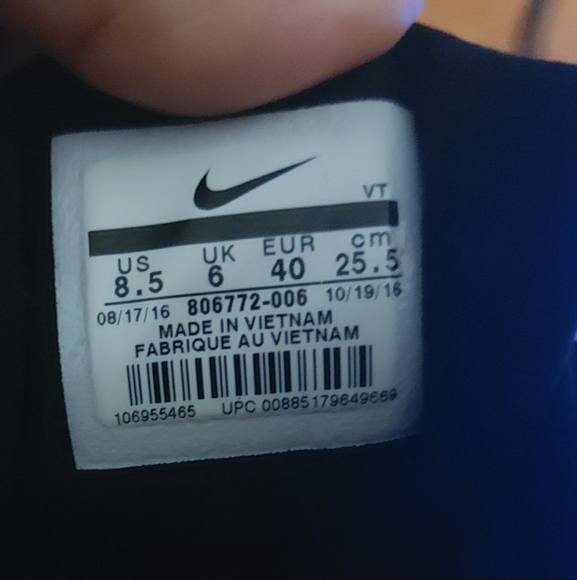 VT
US UK EUR cm
8.5 6 40 25.5
08/17/16 806772-006 10/19/16
MADE IN VIETNAM
FABRIQUE AU VIETNAM
106955465 UPC 00885179649669